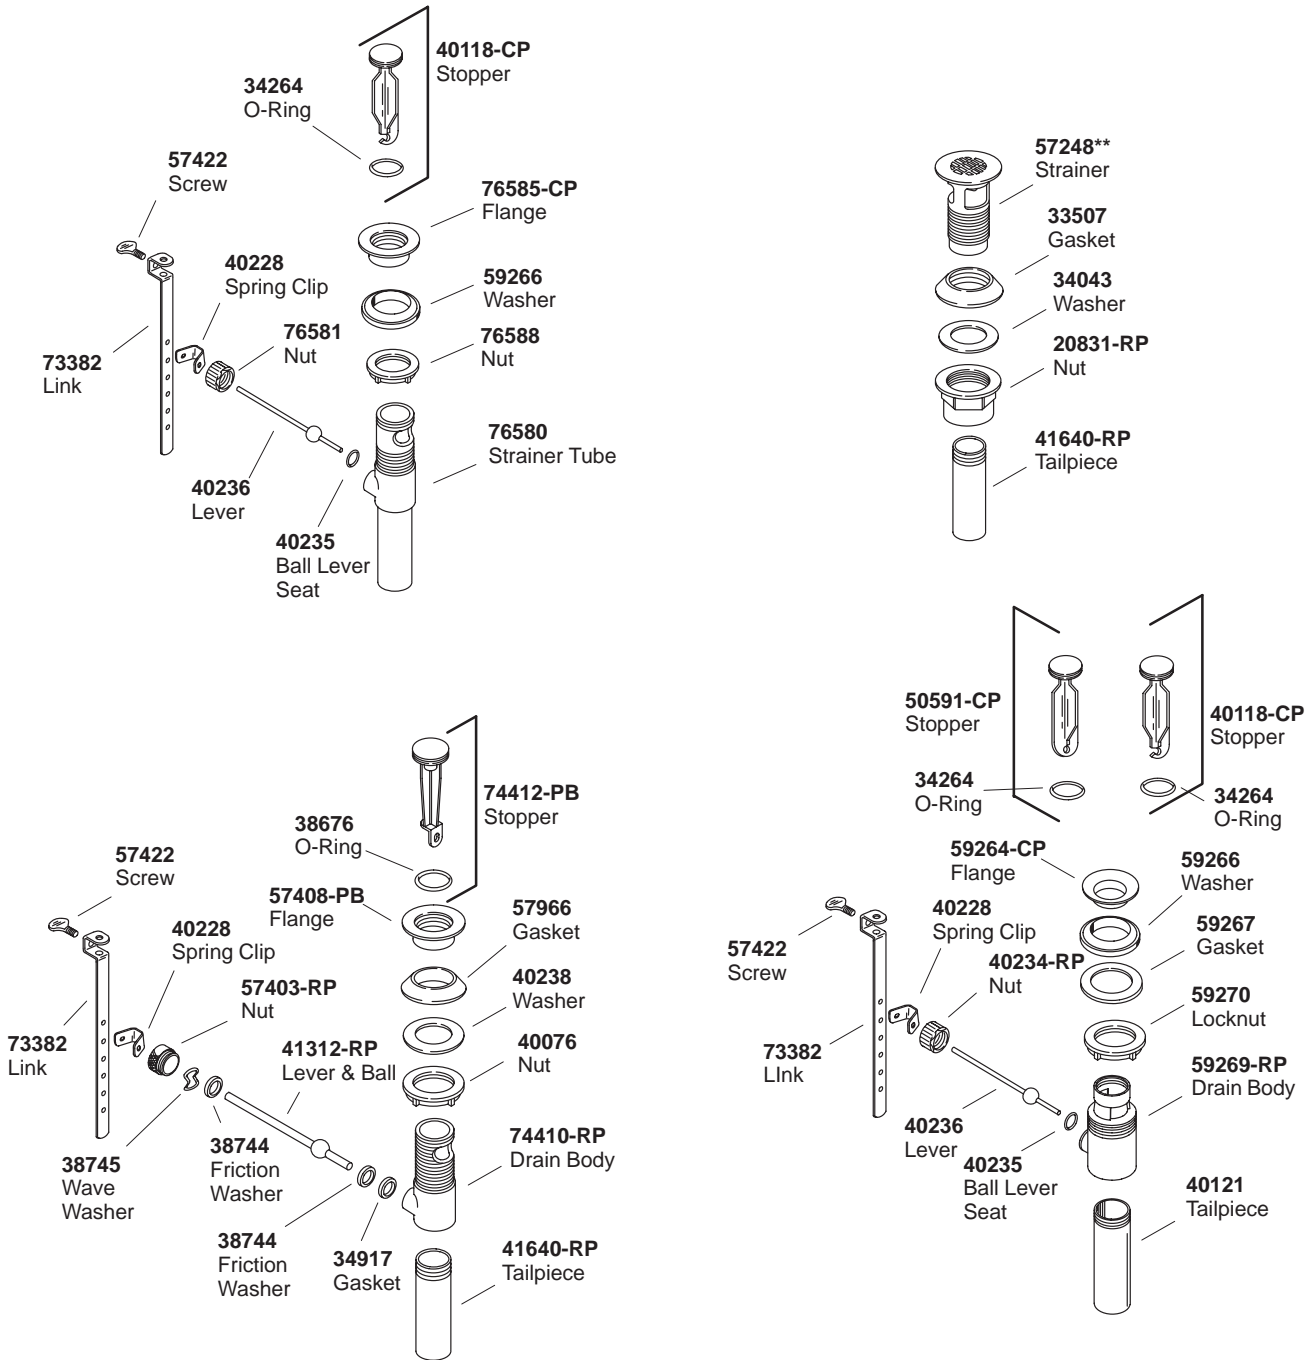 40118-CP
Stopper
34264
O-Ring
57422
Screw
76585-CP
Flange
40228
Spring Clip
59266
Washer
76581
Nut
76588
Nut
73382
Link
76580
Strainer Tube
40236
Lever
40235
Ball Lever
Seat
57248**
Strainer
33507
Gasket
34043
Washer
20831-RP
Nut
41640-RP
Tailpiece
74412-PB
Stopper
38676
O-Ring
57422
Screw
57408-PB
Flange
57966
Gasket
40228
Spring Clip
40238
Washer
57403-RP
Nut
73382
Link
41312-RP
Lever & Ball
40076
Nut
38745
Wave
Washer
38744
Friction
Washer
74410-RP
Drain Body
38744
Friction
Washer
34917
Gasket
41640-RP
Tailpiece
50591-CP
Stopper
40118-CP
Stopper
34264
O-Ring
34264
O-Ring
59264-CP
Flange
59266
Washer
40228
Spring Clip
57422
Screw
59267
Gasket
40234-RP
Nut
59270
Locknut
73382
LInk
59269-RP
Drain Body
40236
Lever
40235
Ball Lever
Seat
40121
Tailpiece